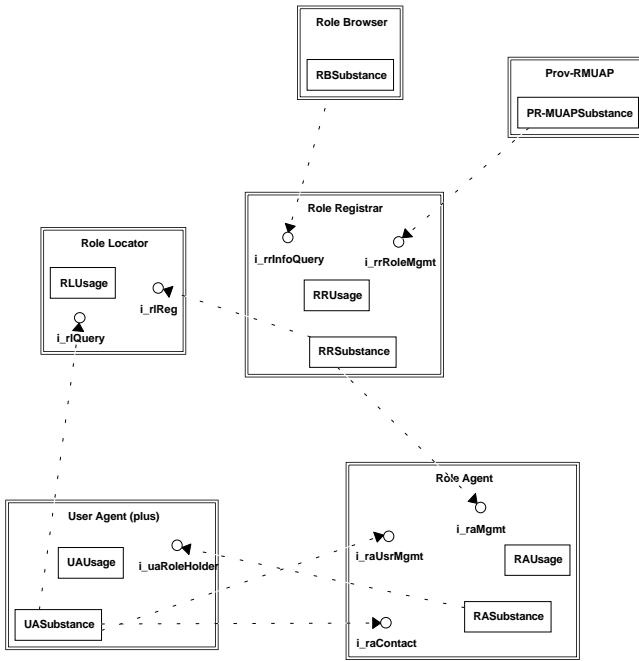 Role Browser
RBSubstance
Prov-RMUAP
PR-MUAPSubstance
Role Registrar
i_rrInfoQuery
i_rrRoleMgmt
RRUsage
RRSubstance
Role Locator
RLUsage
i_rlReg
i_rlQuery
Role Agent
i_raMgmt
i_raUsrMgmt
RAUsage
RASubstance
i_raContact
User Agent (plus)
UAUsage
i_uaRoleHolder
UASubstance